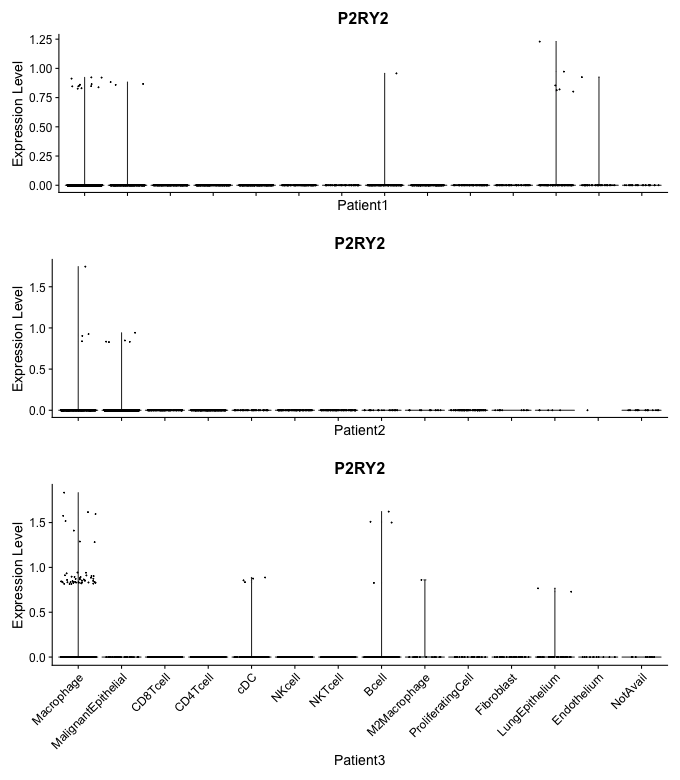 P2RY2
Expression Level
1.25
1.00
0.75
0.50
0.25
0.00
Patient1
P2RY2
Expression Level
1.5
1.0
0.5
0.0
Patient2
P2RY2
Expression Level
1.5
1.0
0.5
0.0
Macrophage
MalignantEpithelial
CD8Tcell
CD4Tcell
cDC
NKcell
NKTcell
Bcell
M2Macrophage
ProliferatingCell
Fibroblast
LungEpithelium
Endothelium
NotAvail
Patient3